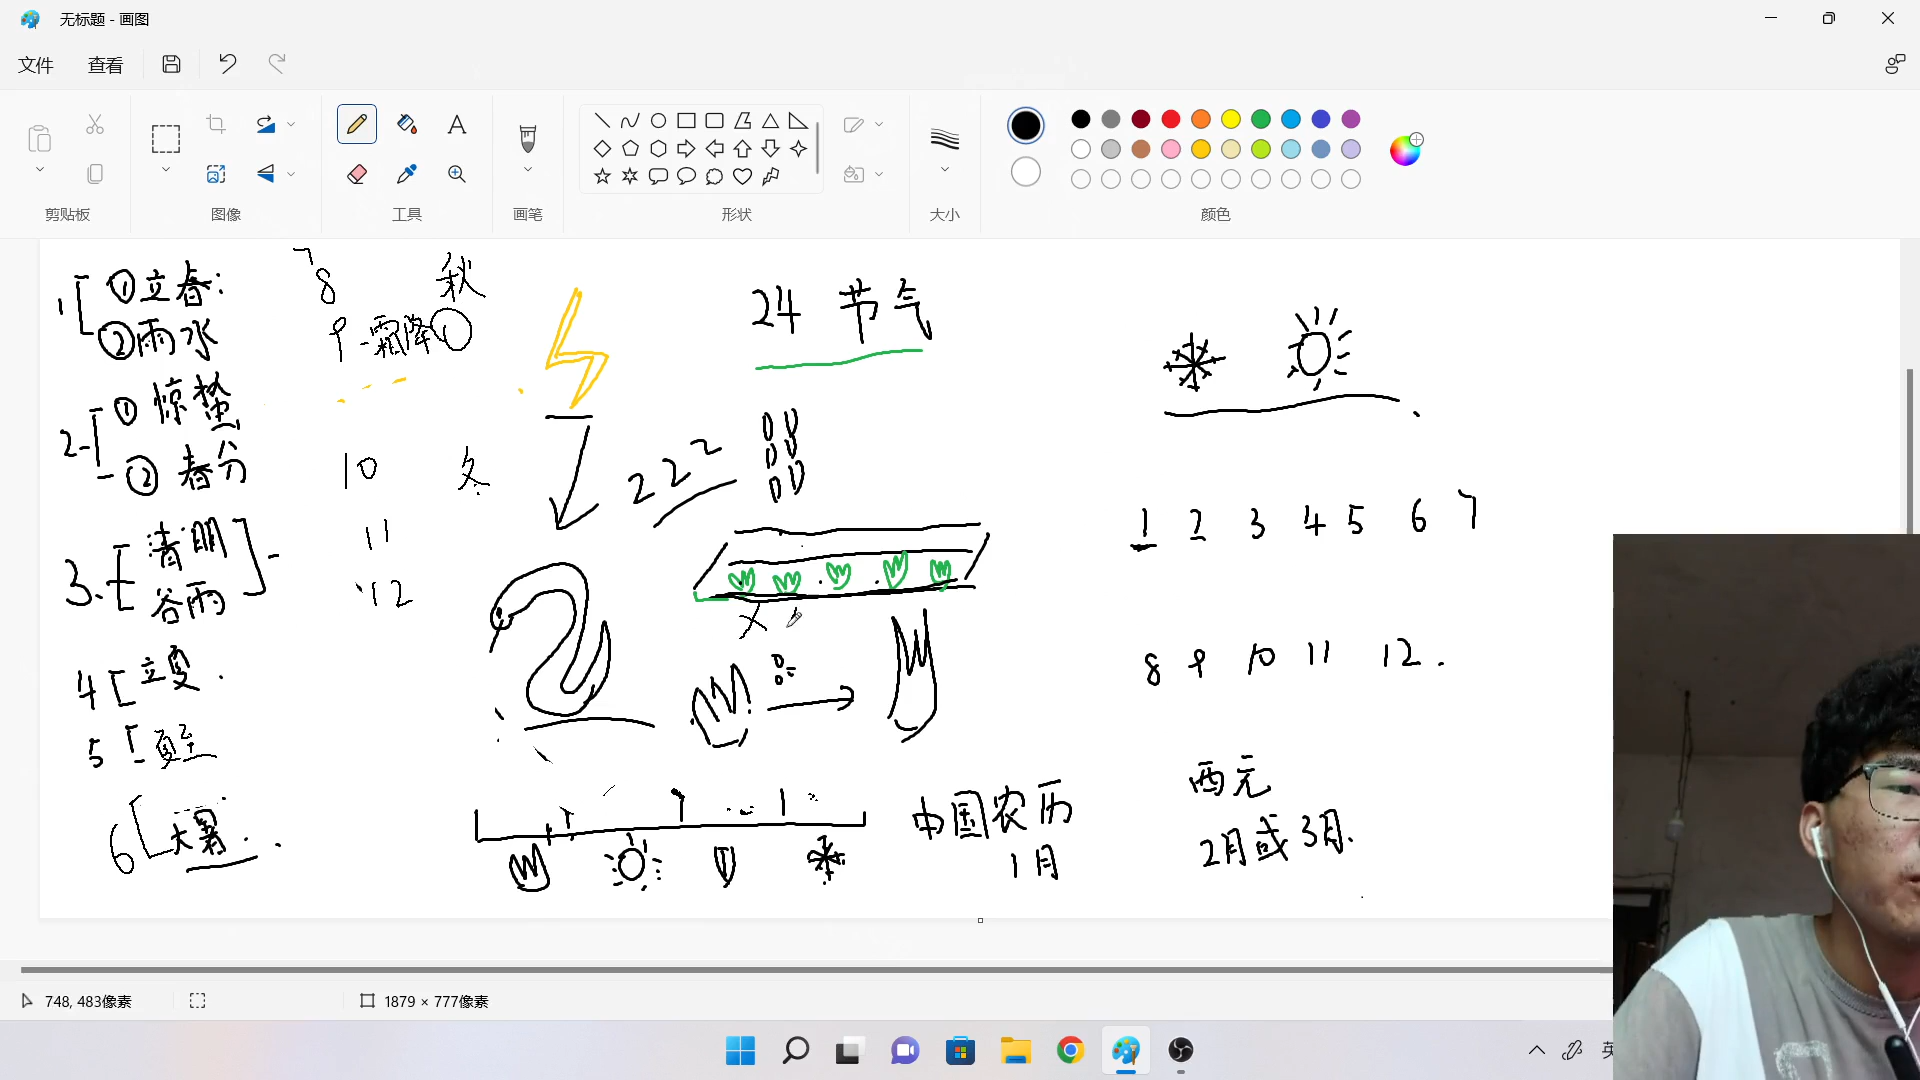 无标题 - 画图
文件 查看
剪贴板 图像 工具 画笔 形状 大小 颜色
1 ①立春:
②雨水
2- ① 惊蛰
② 春分
3. 清明
谷雨
4 立夏.
5 夏至
6 大暑.
8 秋
9 -霜降①
10 冬
11
12
222
24 节气
1 2 3 4 5 6 7
8 9 10 11 12.
中国农历
1月
西元
2月或3月.
748, 483像素
1879 × 777像素
英